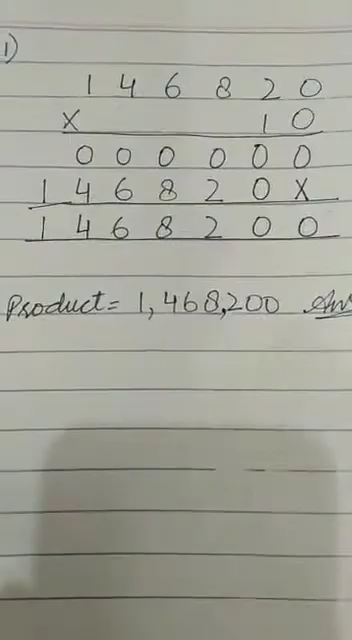 1)
1 4 6 8 2 0
x 1 0
0 0 0 0 0 0
1 4 6 8 2 0 x
1 4 6 8 2 0 0
Product = 1,468,200 Ans